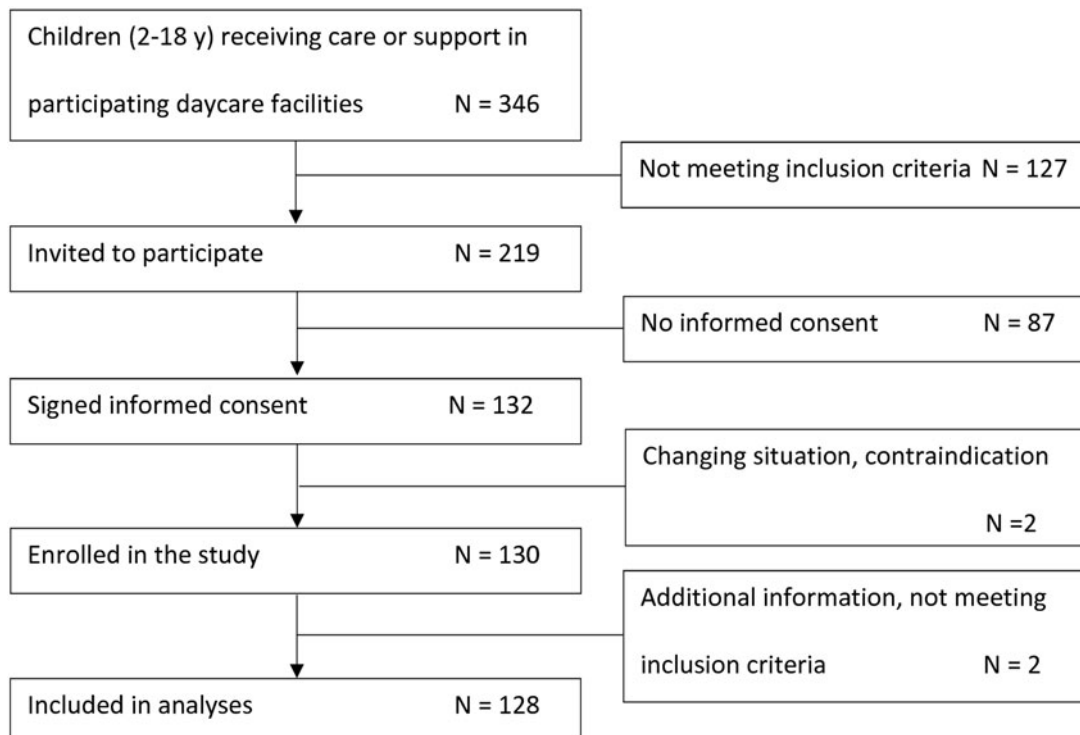 Children (2-18 y) receiving care or support in
participating daycare facilities N = 346
Not meeting inclusion criteria N = 127
Invited to participate N = 219
No informed consent N = 87
Signed informed consent N = 132
Changing situation, contraindication
N =2
Enrolled in the study N = 130
Additional information, not meeting
inclusion criteria N = 2
Included in analyses N = 128